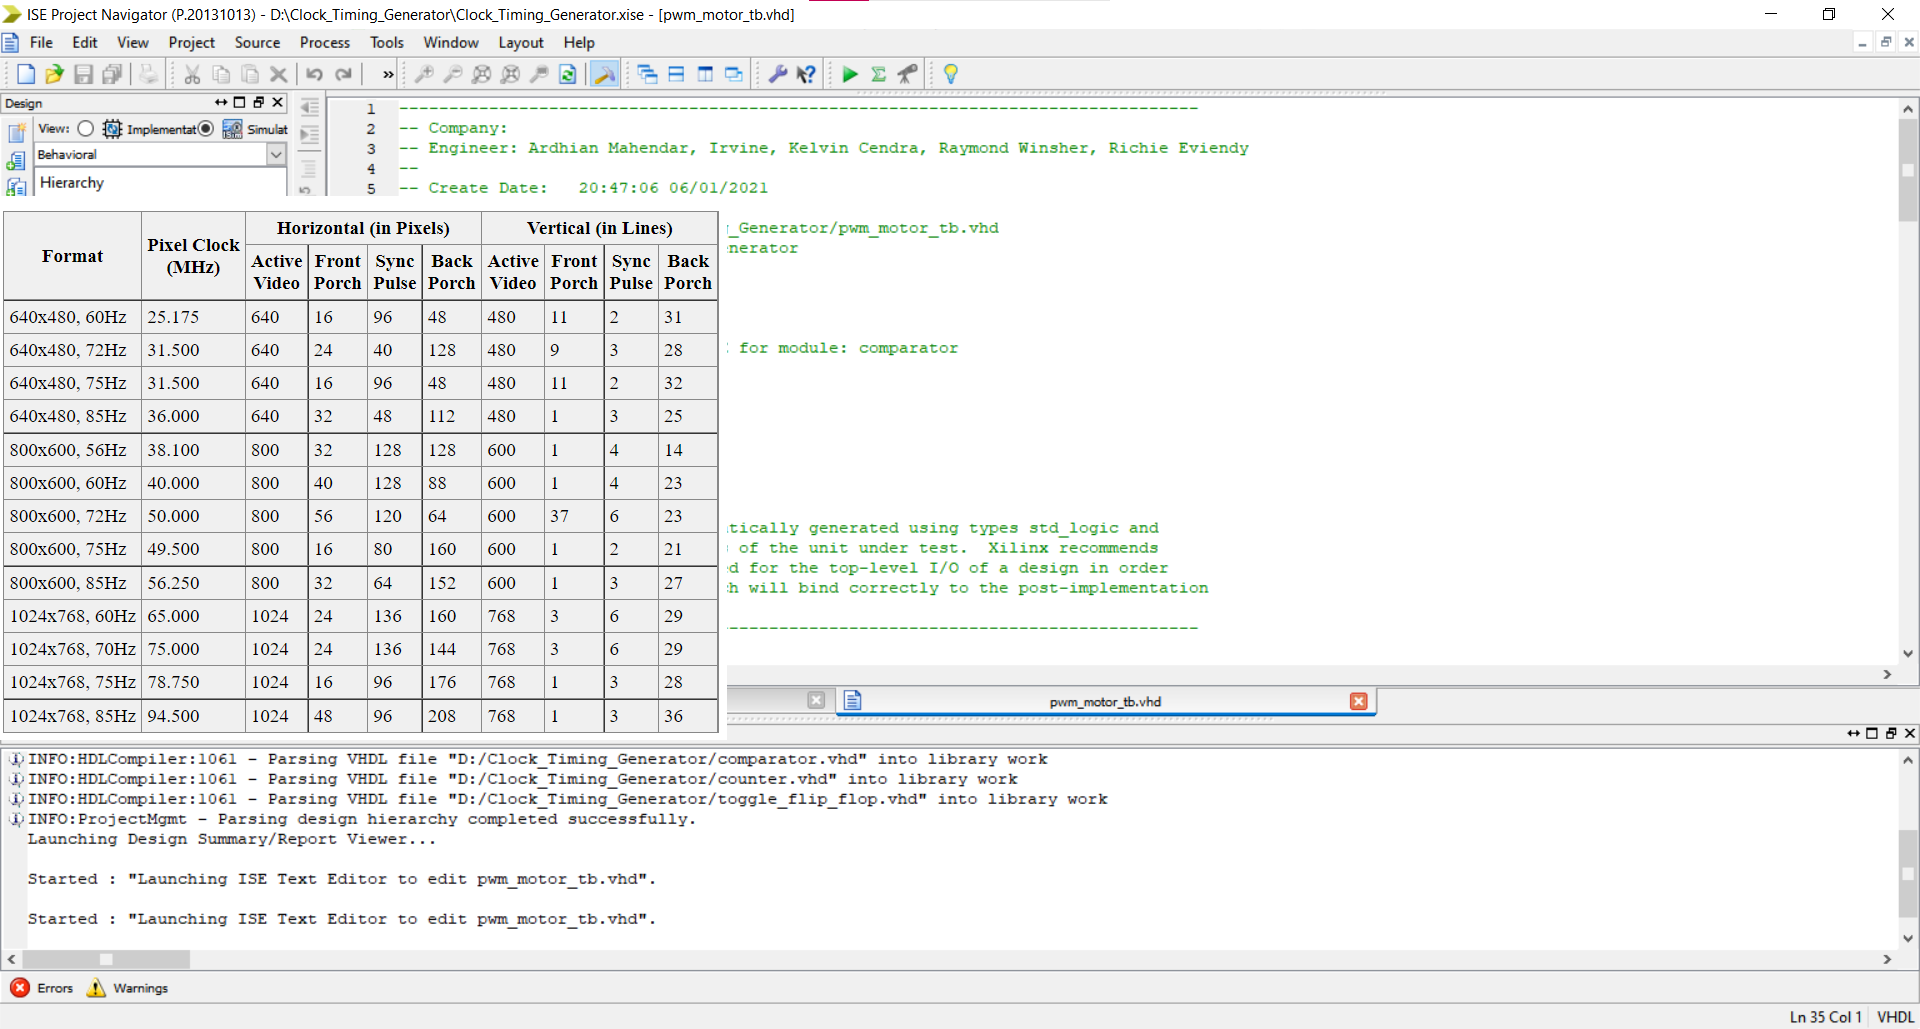 ISE Project Navigator (P.20131013) - D:\Clock_Timing_Generator\Clock_Timing_Generator.xise - [pwm_motor_tb.vhd]
File Edit View Project Source Process Tools Window Layout Help
»
Design
View: Implementat Simulat
Behavioral
Hierarchy
1 --------------------------------------------------------------------------------
2 -- Company:
3 -- Engineer: Ardhian Mahendar, Irvine, Kelvin Cendra, Raymond Winsher, Richie Eviendy
4 --
5 -- Create Date: 20:47:06 06/01/2021
_Generator/pwm_motor_tb.vhd
nerator
for module: comparator
tically generated using types std_logic and
of the unit under test. Xilinx recommends
d for the top-level I/O of a design in order
h will bind correctly to the post-implementation
-----------------------------------------------
Format Pixel Clock (MHz) Horizontal (in Pixels) Vertical (in Lines)
Active Video Front Porch Sync Pulse Back Porch Active Video Front Porch Sync Pulse Back Porch
640x480, 60Hz 25.175 640 16 96 48 480 11 2 31
640x480, 72Hz 31.500 640 24 40 128 480 9 3 28
640x480, 75Hz 31.500 640 16 96 48 480 11 2 32
640x480, 85Hz 36.000 640 32 48 112 480 1 3 25
800x600, 56Hz 38.100 800 32 128 128 600 1 4 14
800x600, 60Hz 40.000 800 40 128 88 600 1 4 23
800x600, 72Hz 50.000 800 56 120 64 600 37 6 23
800x600, 75Hz 49.500 800 16 80 160 600 1 2 21
800x600, 85Hz 56.250 800 32 64 152 600 1 3 27
1024x768, 60Hz 65.000 1024 24 136 160 768 3 6 29
1024x768, 70Hz 75.000 1024 24 136 144 768 3 6 29
1024x768, 75Hz 78.750 1024 16 96 176 768 1 3 28
1024x768, 85Hz 94.500 1024 48 96 208 768 1 3 36
pwm_motor_tb.vhd
INFO:HDLCompiler:1061 - Parsing VHDL file "D:/Clock_Timing_Generator/comparator.vhd" into library work
INFO:HDLCompiler:1061 - Parsing VHDL file "D:/Clock_Timing_Generator/counter.vhd" into library work
INFO:HDLCompiler:1061 - Parsing VHDL file "D:/Clock_Timing_Generator/toggle_flip_flop.vhd" into library work
INFO:ProjectMgmt - Parsing design hierarchy completed successfully.
Launching Design Summary/Report Viewer...
Started : "Launching ISE Text Editor to edit pwm_motor_tb.vhd".
Started : "Launching ISE Text Editor to edit pwm_motor_tb.vhd".
Errors Warnings
Ln 35 Col 1 VHDL